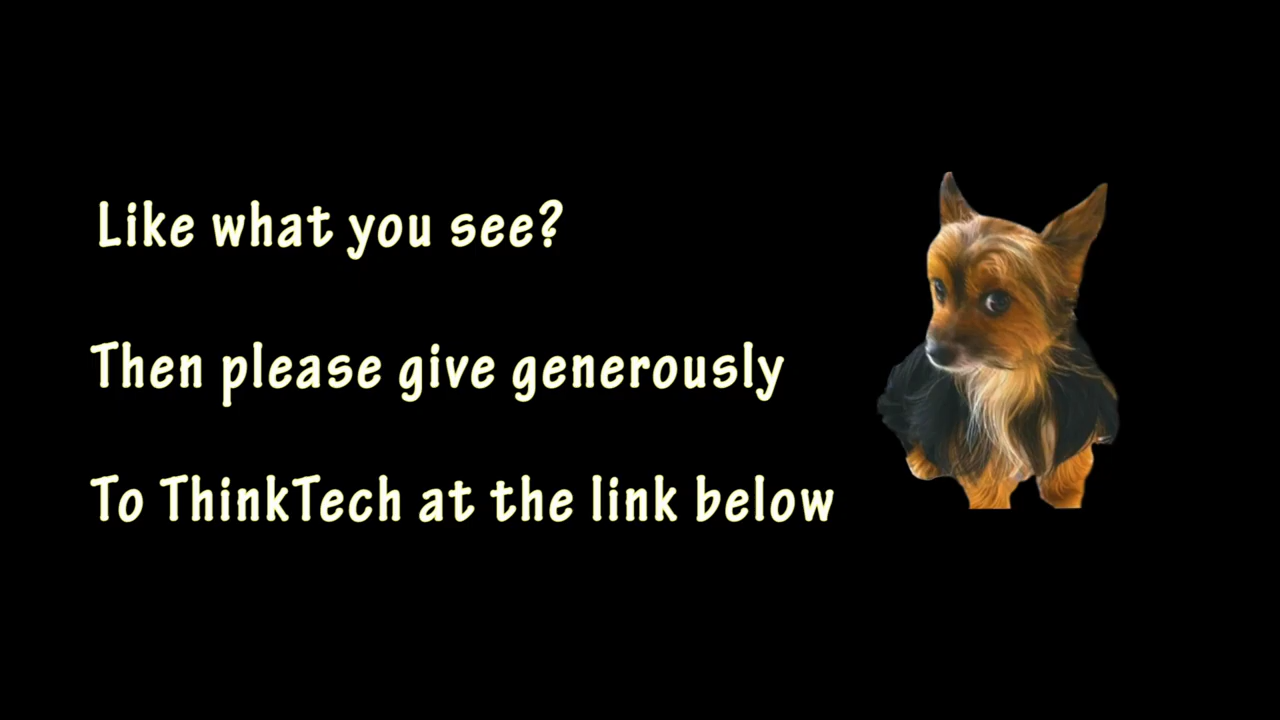 Like what you see?
Then please give generously
To ThinkTech at the link below